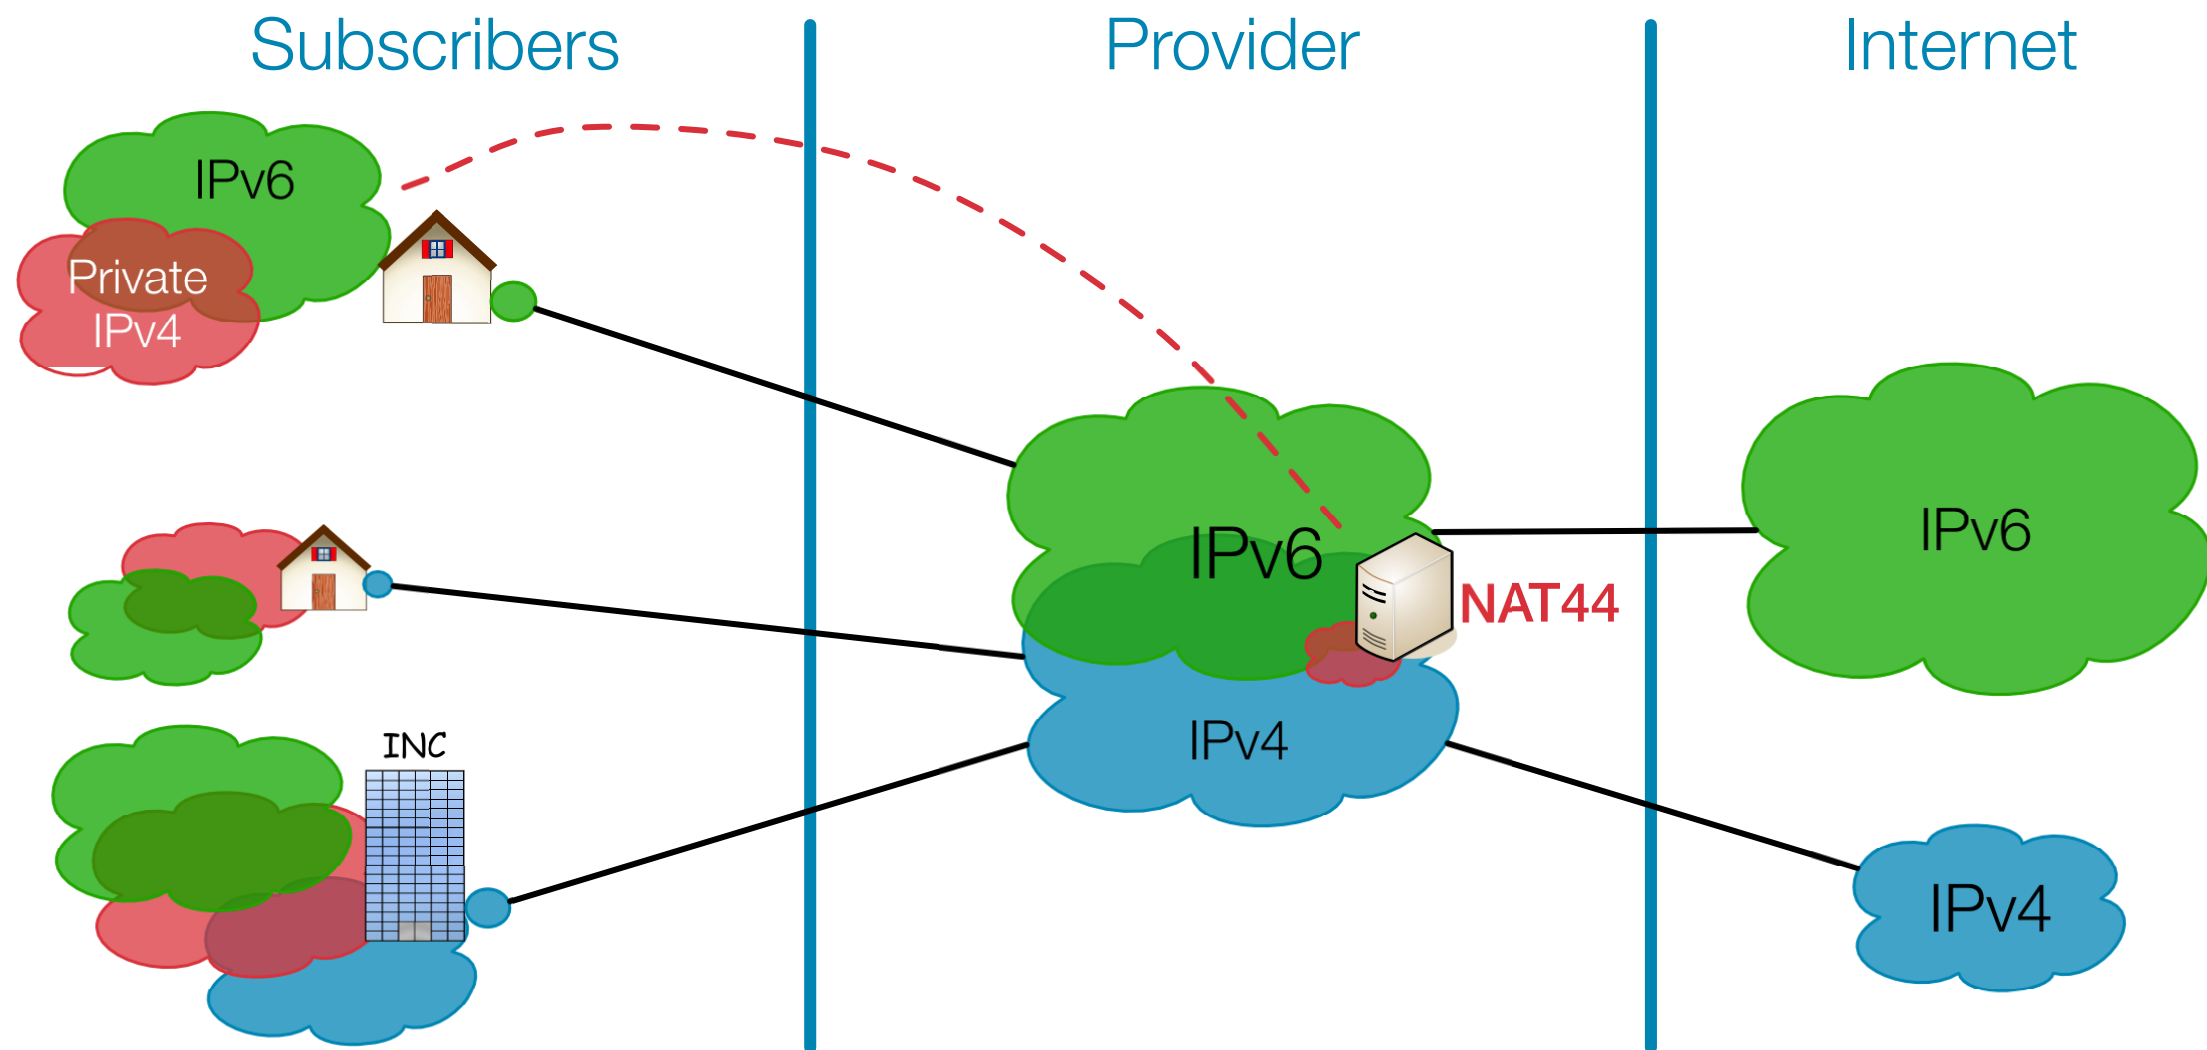 Subscribers
Provider
Internet
IPv6
Private
IPv4
IPv6
NAT44
IPv6
IPv4
INC
IPv4